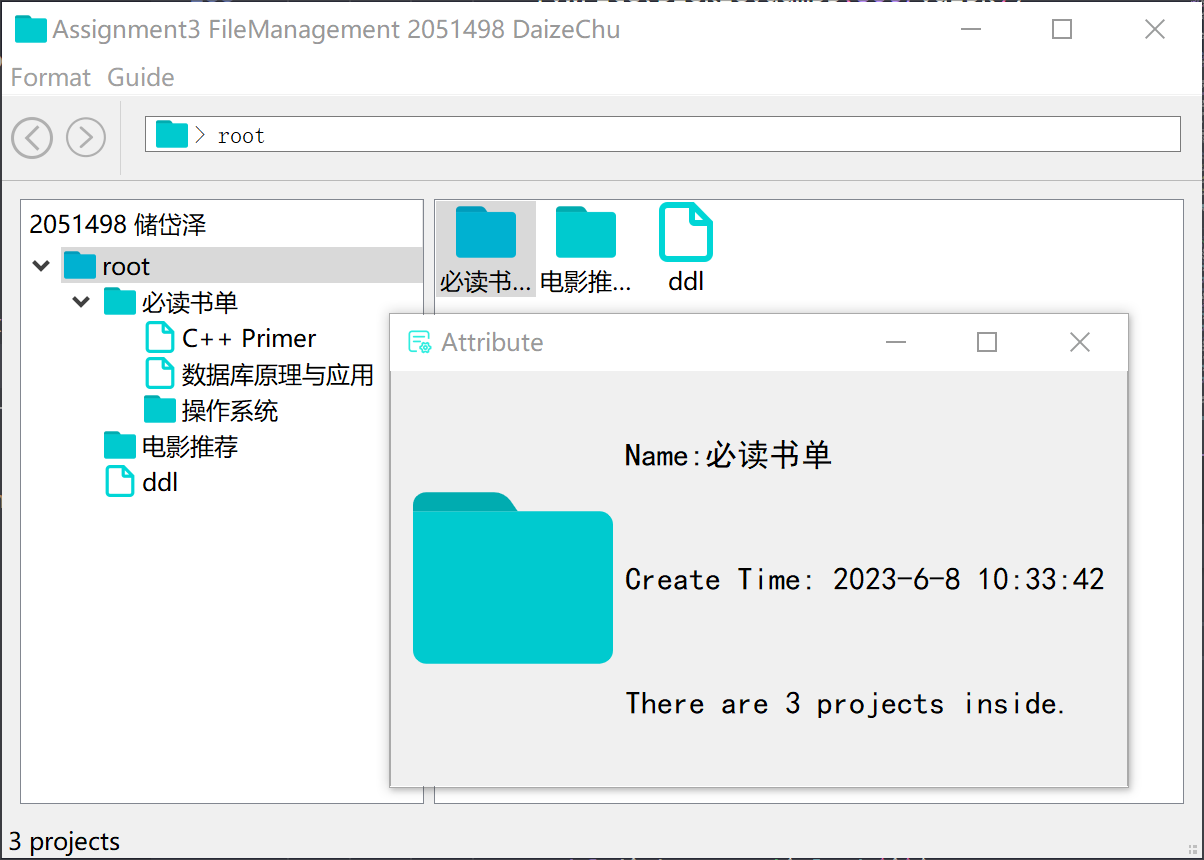 Assignment3 FileManagement 2051498 DaizeChu
Format Guide
root
2051498 储岱泽
root
必读书单
C++ Primer
数据库原理与应用
操作系统
电影推荐
ddl
必读书... 电影推... ddl
Attribute
Name:必读书单
Create Time: 2023-6-8 10:33:42
There are 3 projects inside.
3 projects